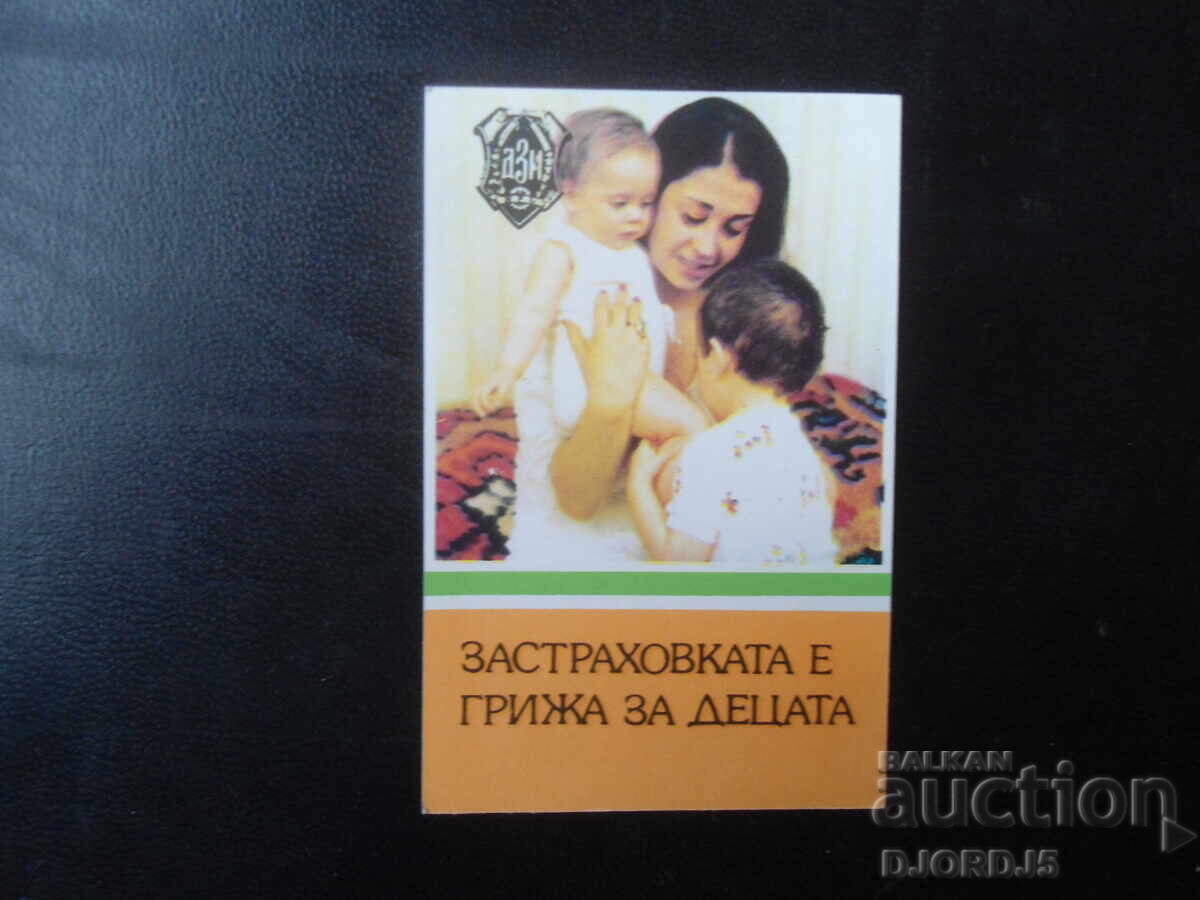 ДЗИ
ЗАСТРАХОВКАТА Е
ГРИЖА ЗА ДЕЦАТА
BALKAN
auction
DJORDJ5